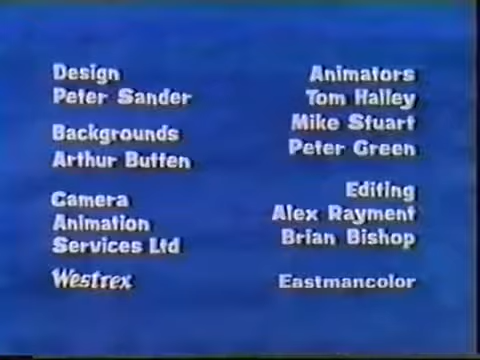 Design
Peter Sander
Backgrounds
Arthur Button
Camera
Animation
Services Ltd
Westrex
Animators
Tom Halley
Mike Stuart
Peter Green
Editing
Alex Rayment
Brian Bishop
Eastmancolor